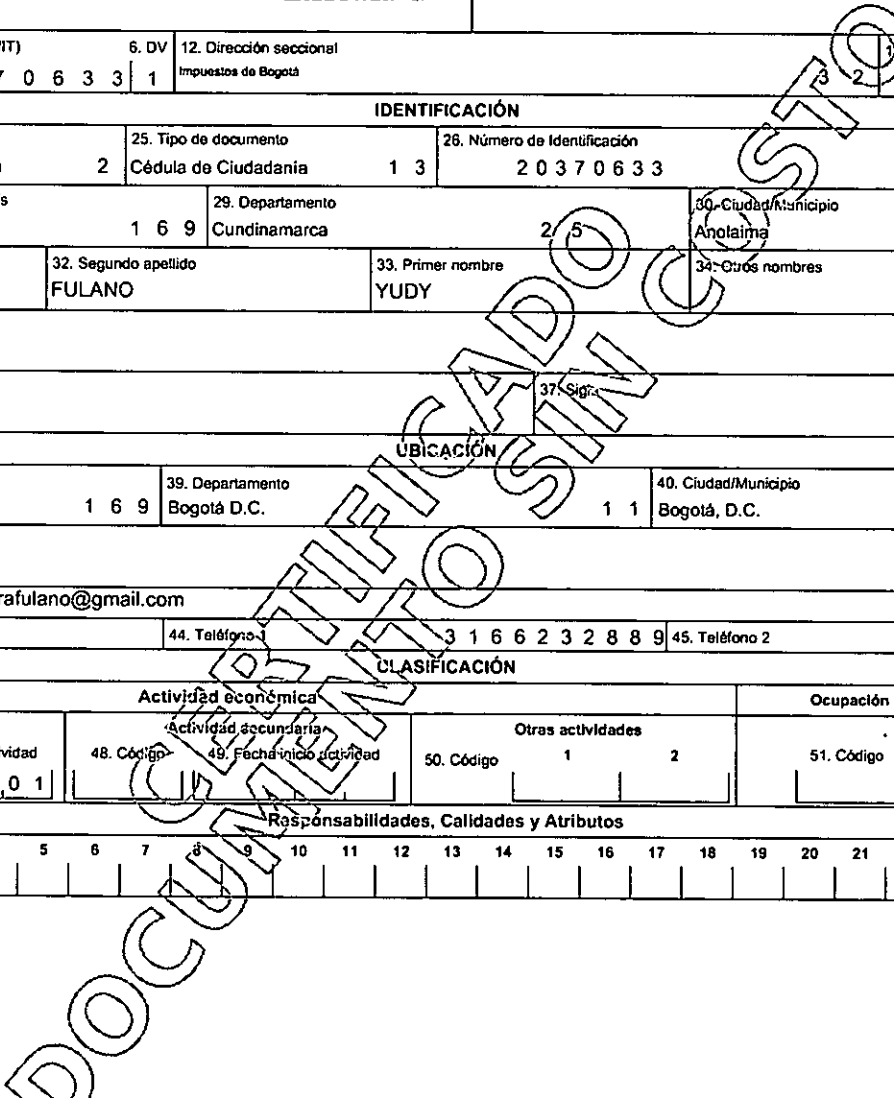 6. DV 12. Dirección seccional
0 6 3 3 1 Impuestos de Bogotá 3 2
IDENTIFICACIÓN
25. Tipo de documento 26. Número de Identificación
2 Cédula de Ciudadania 1 3 2 0 3 7 0 6 3 3
29. Departamento 30. Ciudad/Municipio
1 6 9 Cundinamarca 2 5 Anolaima
32. Segundo apellido 33. Primer nombre 34. Otros nombres
FULANO YUDY
37. Sigla
UBICACIÓN
39. Departamento 40. Ciudad/Municipio
1 6 9 Bogotá D.C. 1 1 Bogotá, D.C.
rafulano@gmail.com
44. Teléfono 1 3 1 6 6 2 3 2 8 8 9 45. Teléfono 2
CLASIFICACIÓN
Actividad económica Ocupación
Actividad secundaria Otras actividades
vidad 48. Código 49. Fecha inicio actividad 50. Código 1 2 51. Código
0 1
Responsabilidades, Calidades y Atributos
5 6 7 8 9 10 11 12 13 14 15 16 17 18 19 20 21
CERTIFICADO
DOCUMENTO SIN COSTO